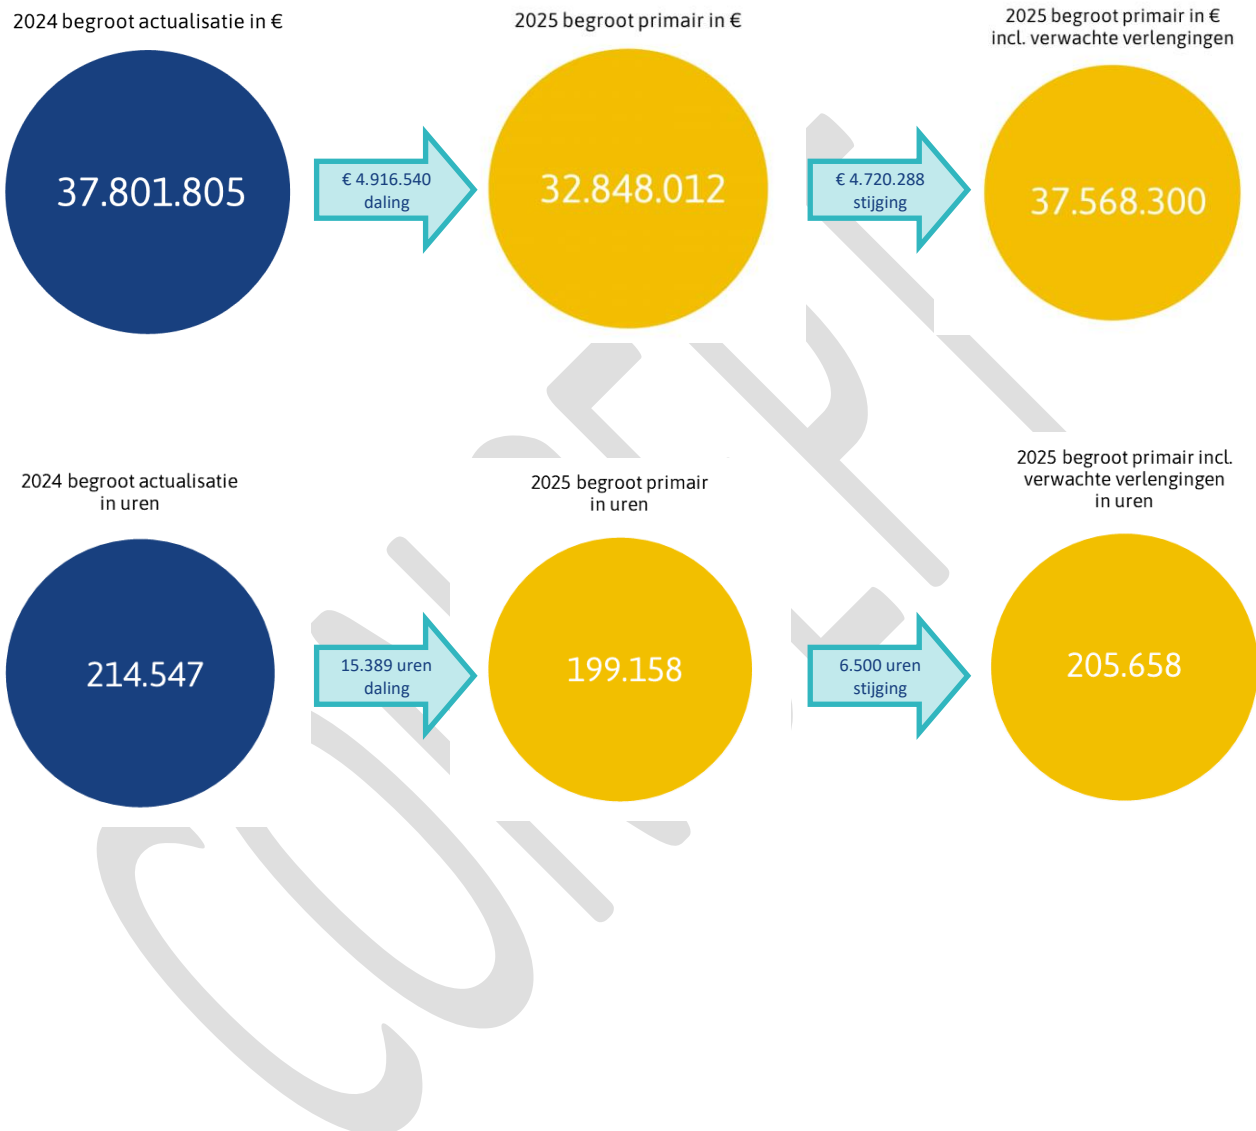 2024 begroot actualisatie in €
2025 begroot primair in €
2025 begroot primair in €
incl. verwachte verlengingen
37.801.805
€ 4.916.540
daling
32.848.012
€ 4.720.288
stijging
37.568.300
2024 begroot actualisatie
in uren
2025 begroot primair
in uren
2025 begroot primair incl.
verwachte verlengingen
in uren
214.547
15.389 uren
daling
199.158
6.500 uren
stijging
205.658
CONCEPT